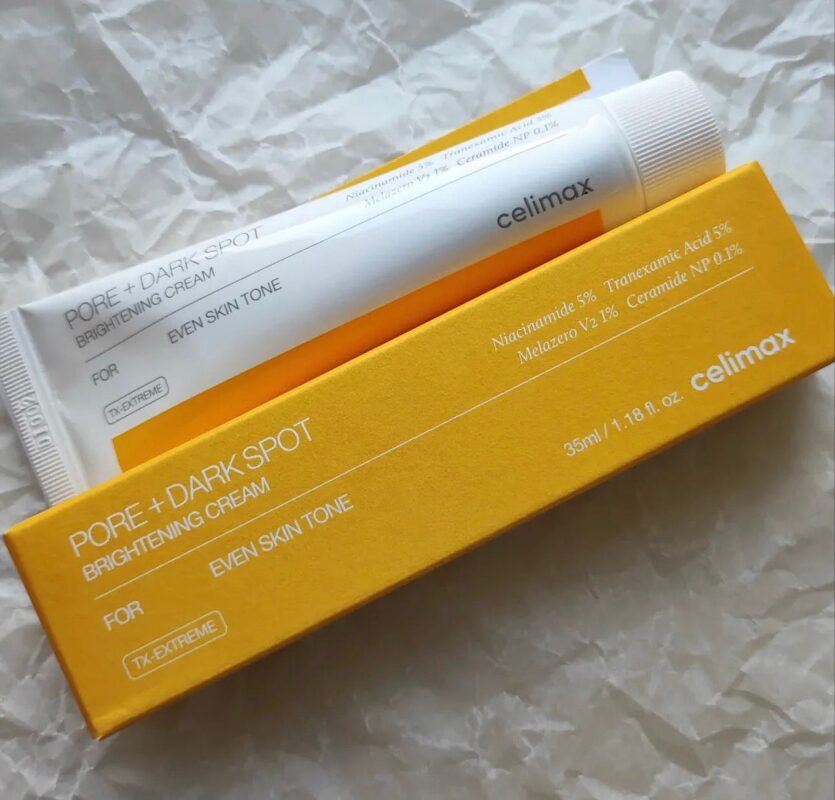 Niacinamide 5% Tranexamic Acid 5%
Melazero V2 1% Ceramide NP 0.1%
celimax
PORE + DARK SPOT
BRIGHTENING CREAM
EVEN SKIN TONE
FOR
TX-EXTREME
Niacinamide 5% Tranexamic Acid 5%
Melazero V2 1% Ceramide NP 0.1%
35ml / 1.18 fl. oz. celimax
PORE + DARK SPOT
BRIGHTENING CREAM
EVEN SKIN TONE
FOR
TX-EXTREME